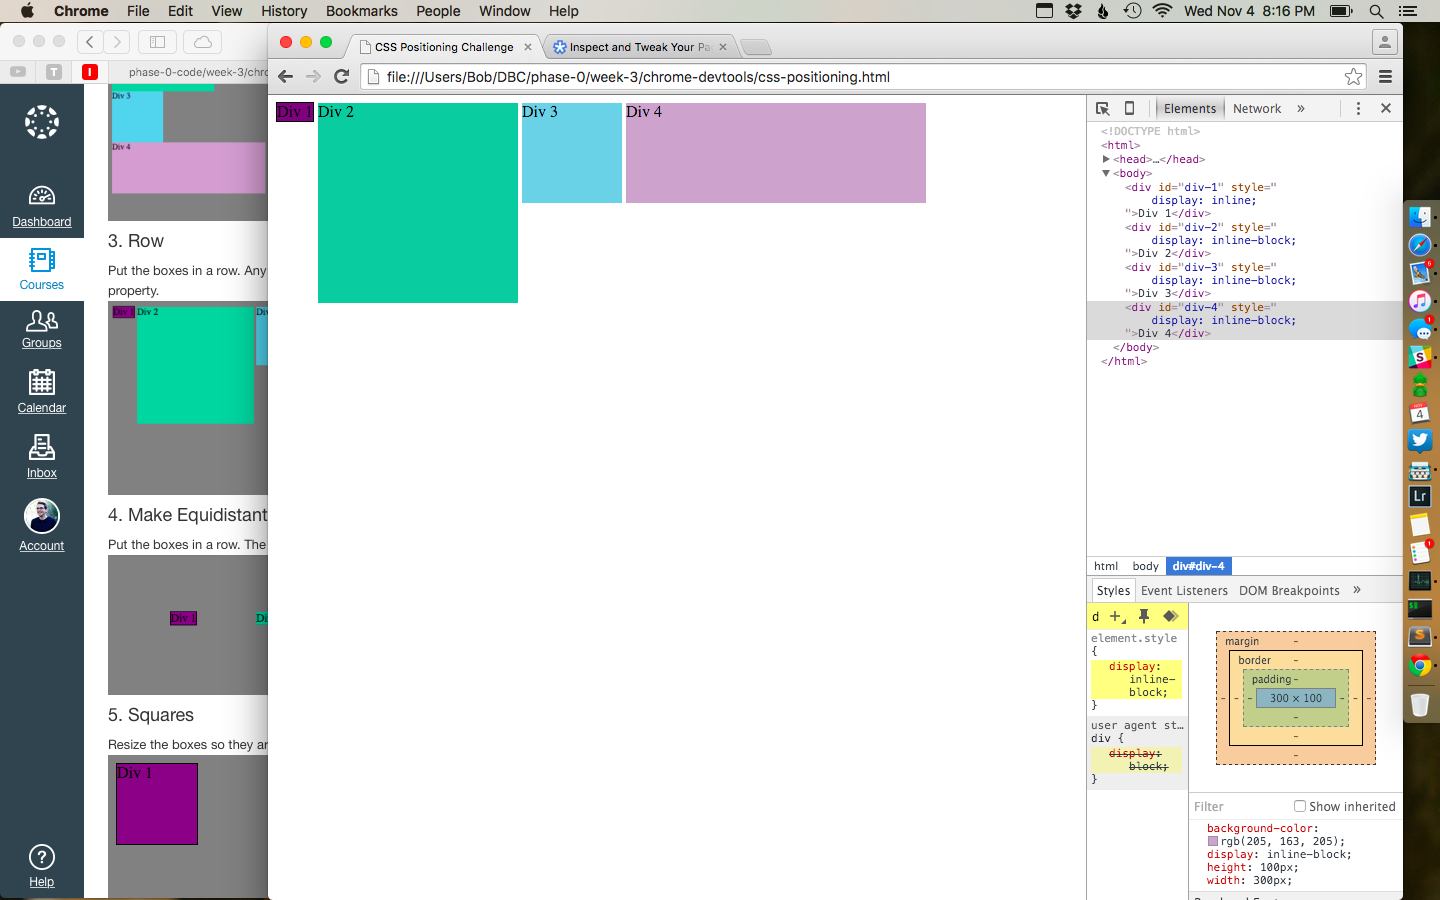 Chrome File Edit View History Bookmarks People Window Help Wed Nov 4 8:16 PM
CSS Positioning Challenge
Inspect and Tweak Your Pa
file:///Users/Bob/DBC/phase-0/week-3/chrome-devtools/css-positioning.html
T
phase-0-code/week-3/chro
Dashboard
Courses
Groups
Calendar
Inbox
Account
Help
Div 3
Div 4
3. Row
Put the boxes in a row. Any
property.
Div 1 Div 2
4. Make Equidistant
Put the boxes in a row. The
Div 1
5. Squares
Resize the boxes so they ar
Div 1
Div 1 Div 2 Div 3 Div 4
Elements Network »
<!DOCTYPE html>
<html>
<head>…</head>
<body>
<div id="div-1" style="
display: inline;
">Div 1</div>
<div id="div-2" style="
display: inline-block;
">Div 2</div>
<div id="div-3" style="
display: inline-block;
">Div 3</div>
<div id="div-4" style="
display: inline-block;
">Div 4</div>
</body>
</html>
html body div#div-4
Styles Event Listeners DOM Breakpoints »
d
element.style
{
display:
inline-
block;
}
user agent st…
div {
display:
block;
}
margin -
border -
padding -
- - - 300 × 100 - - -
-
-
-
Filter Show inherited
background-color:
rgb(205, 163, 205);
display: inline-block;
height: 100px;
width: 300px;
4
Lr